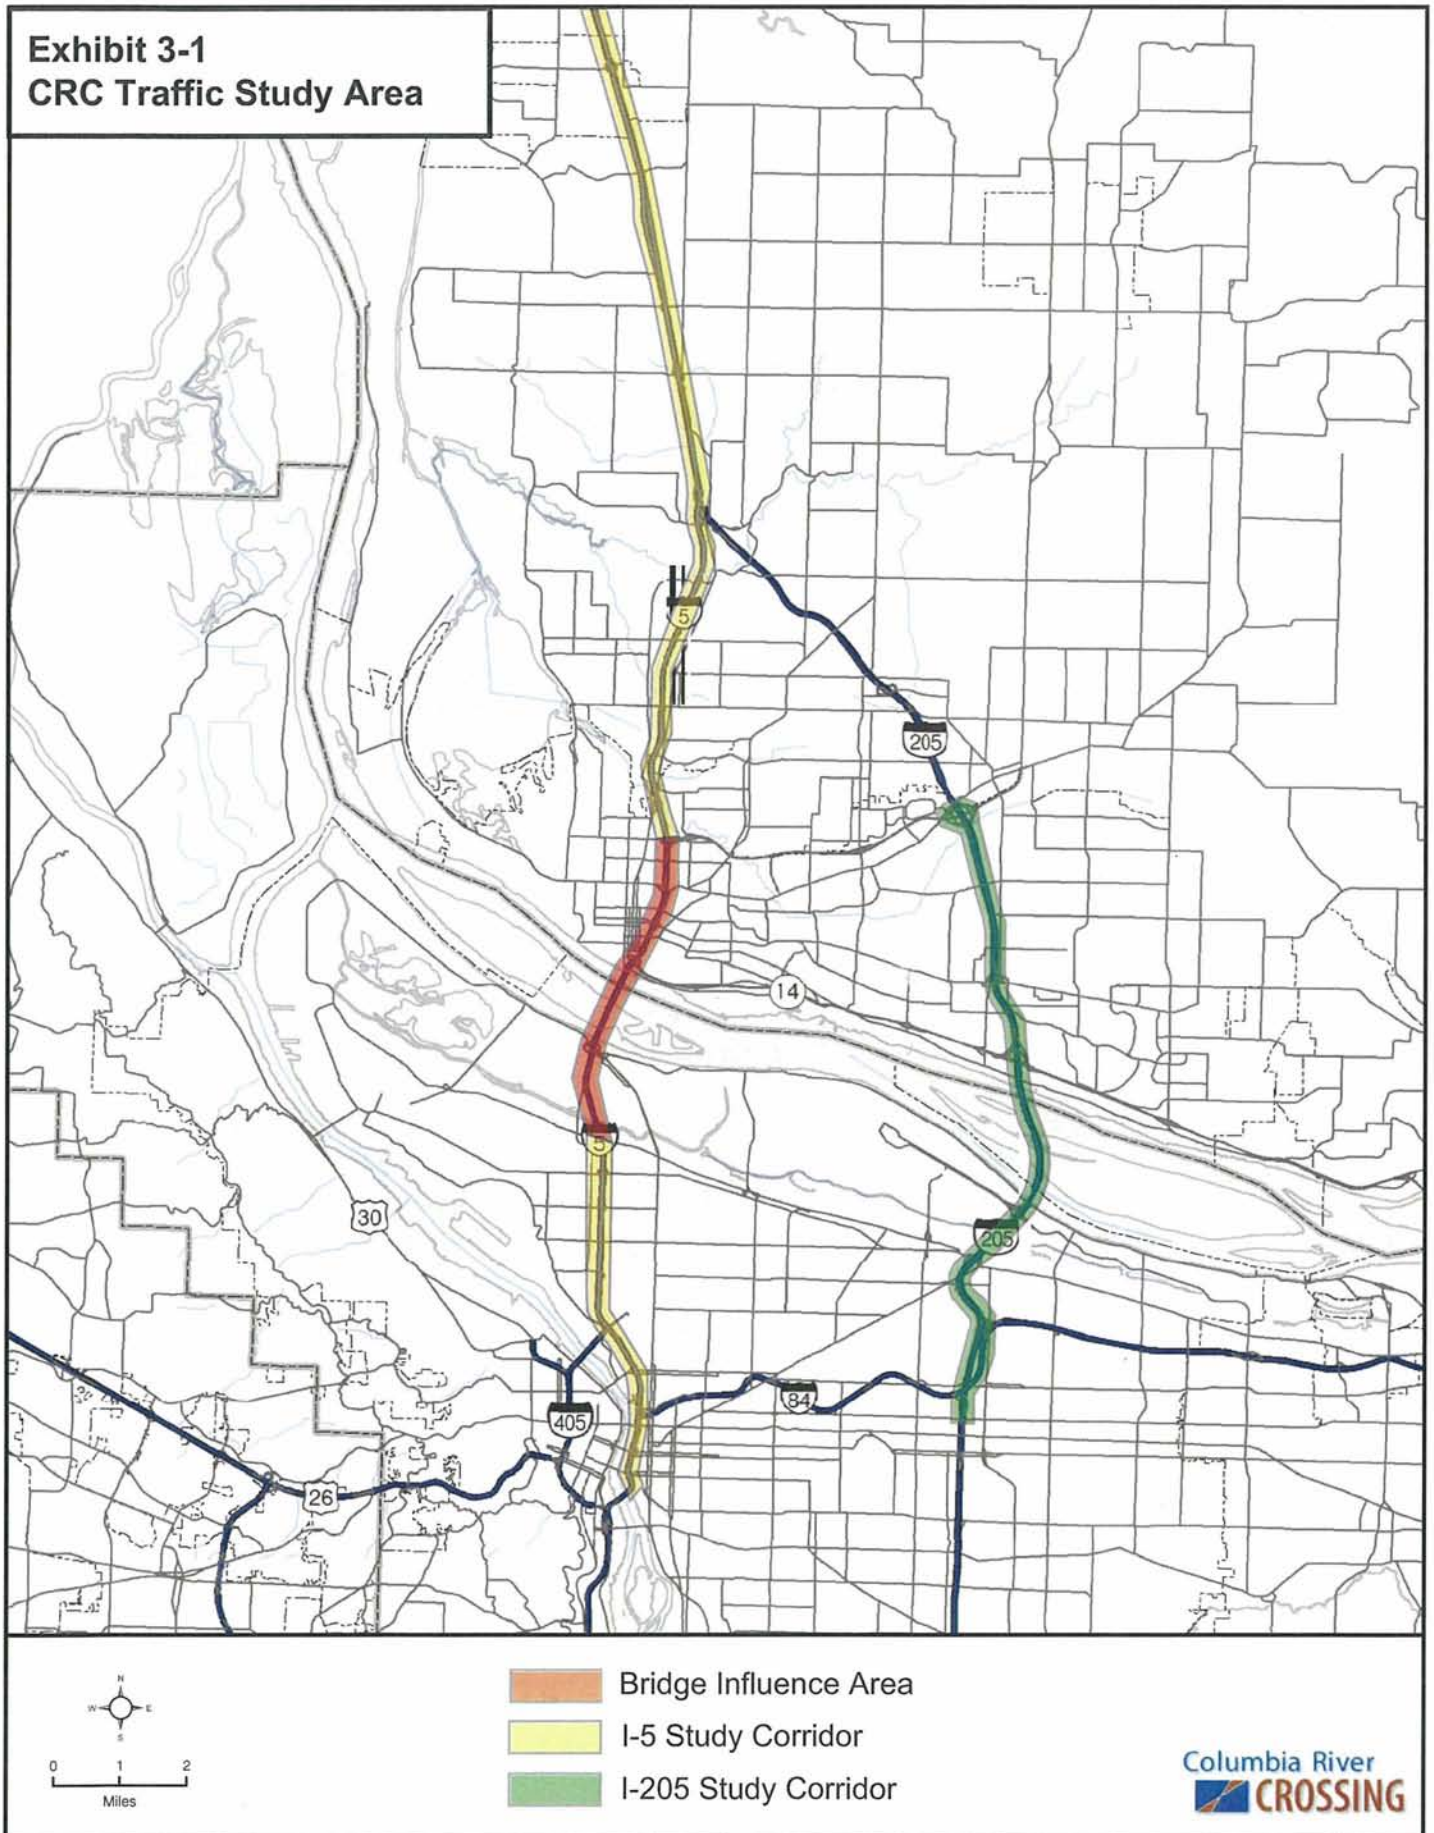 Exhibit 3-1
CRC Traffic Study Area
5
205
14
5
30
205
84
405
26
N
W E
S
0 1 2
Miles
Bridge Influence Area
I-5 Study Corridor
I-205 Study Corridor
Columbia River
CROSSING